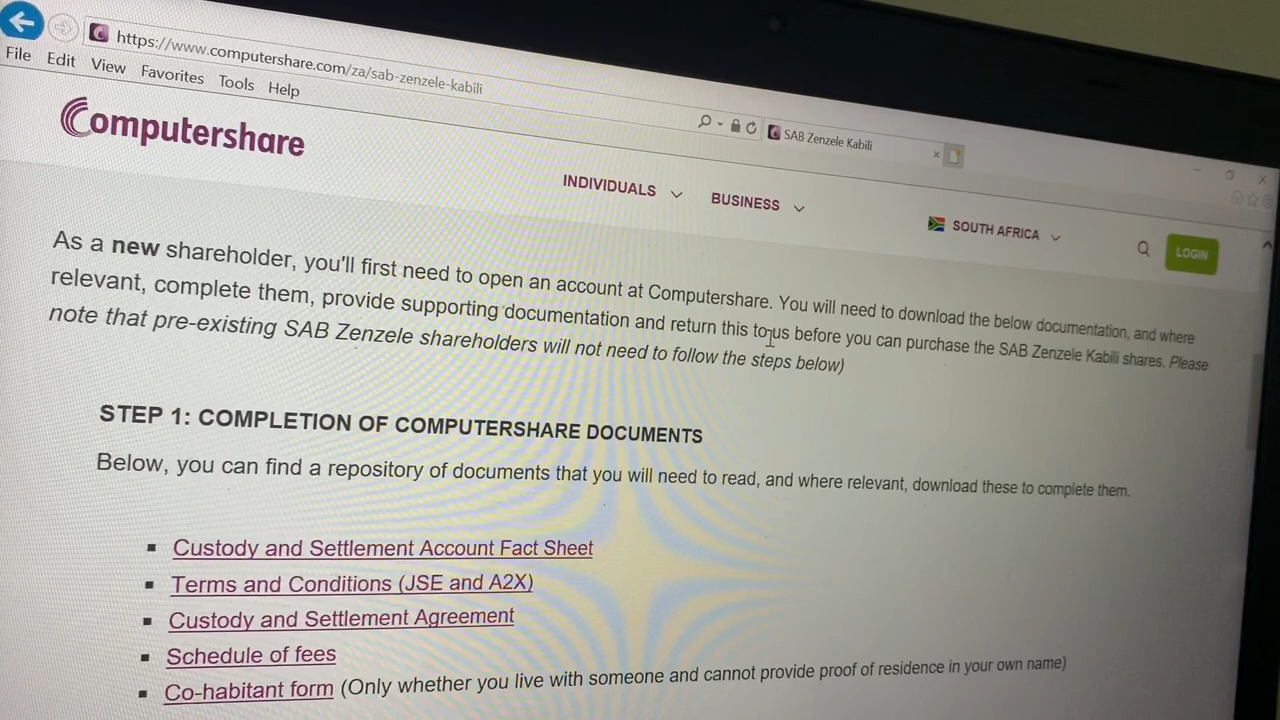 https://www.computershare.com/za/sab-zenzele-kabili
SAB Zenzele Kabili
File Edit View Favorites Tools Help
Computershare
INDIVIDUALS BUSINESS SOUTH AFRICA LOGIN
As a new shareholder, you'll first need to open an account at Computershare. You will need to download the below documentation, and where
relevant, complete them, provide supporting documentation and return this to us before you can purchase the SAB Zenzele Kabili shares. Please
note that pre-existing SAB Zenzele shareholders will not need to follow the steps below)
STEP 1: COMPLETION OF COMPUTERSHARE DOCUMENTS
Below, you can find a repository of documents that you will need to read, and where relevant, download these to complete them.
▪ Custody and Settlement Account Fact Sheet
▪ Terms and Conditions (JSE and A2X)
▪ Custody and Settlement Agreement
▪ Schedule of fees
▪ Co-habitant form (Only whether you live with someone and cannot provide proof of residence in your own name)